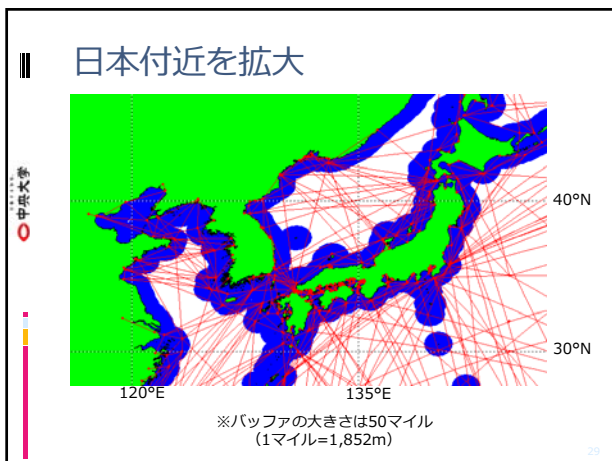 日本付近を拡大
中央大学
40°N
30°N
120°E
135°E
※バッファの大きさは50マイル
（1マイル=1,852m）
29